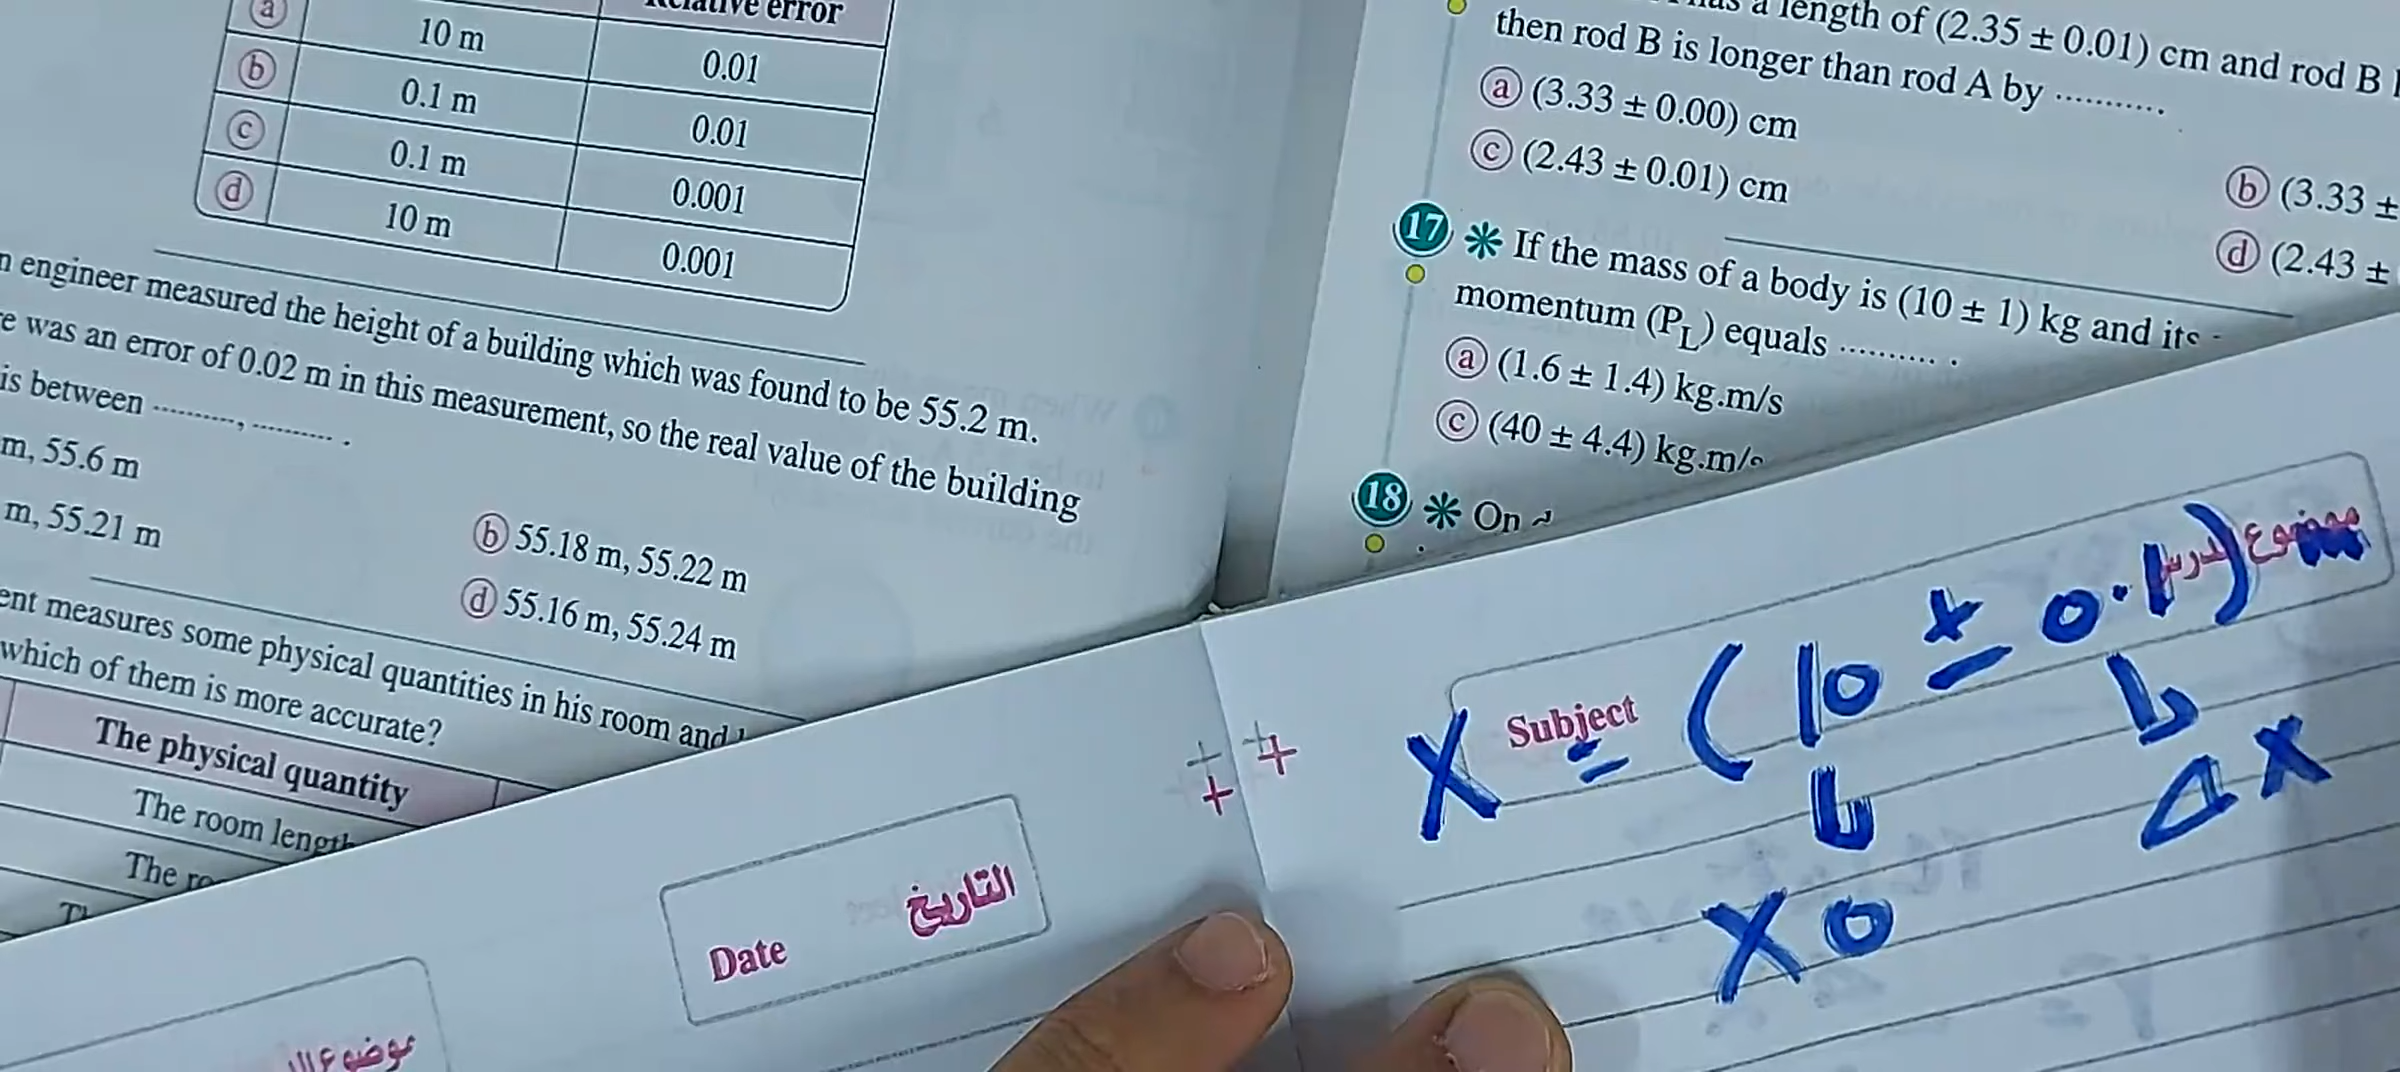 Relative error
a 10 m 0.01
b 0.1 m 0.01
c 0.1 m 0.001
d 10 m 0.001
engineer measured the height of a building which was found to be 55.2 m.
was an error of 0.02 m in this measurement, so the real value of the building
is between .........., .......... .
m, 55.6 m
b 55.18 m, 55.22 m
m, 55.21 m
d 55.16 m, 55.24 m
measures some physical quantities in his room and
which of them is more accurate?
The physical quantity
The room length
The
a length of (2.35 ± 0.01) cm and rod B
then rod B is longer than rod A by ...........
a (3.33 ± 0.00) cm
b (3.33 ±
c (2.43 ± 0.01) cm
d (2.43 ±
17 * If the mass of a body is (10 ± 1) kg and its
momentum (PL) equals .......... .
a (1.6 ± 1.4) kg.m/s
c (40 ± 4.4) kg.m/s
18 * On
Subject
موضوع الدرس
X = (10 ± 0.1) m
X0
Δx
Date
التاريخ